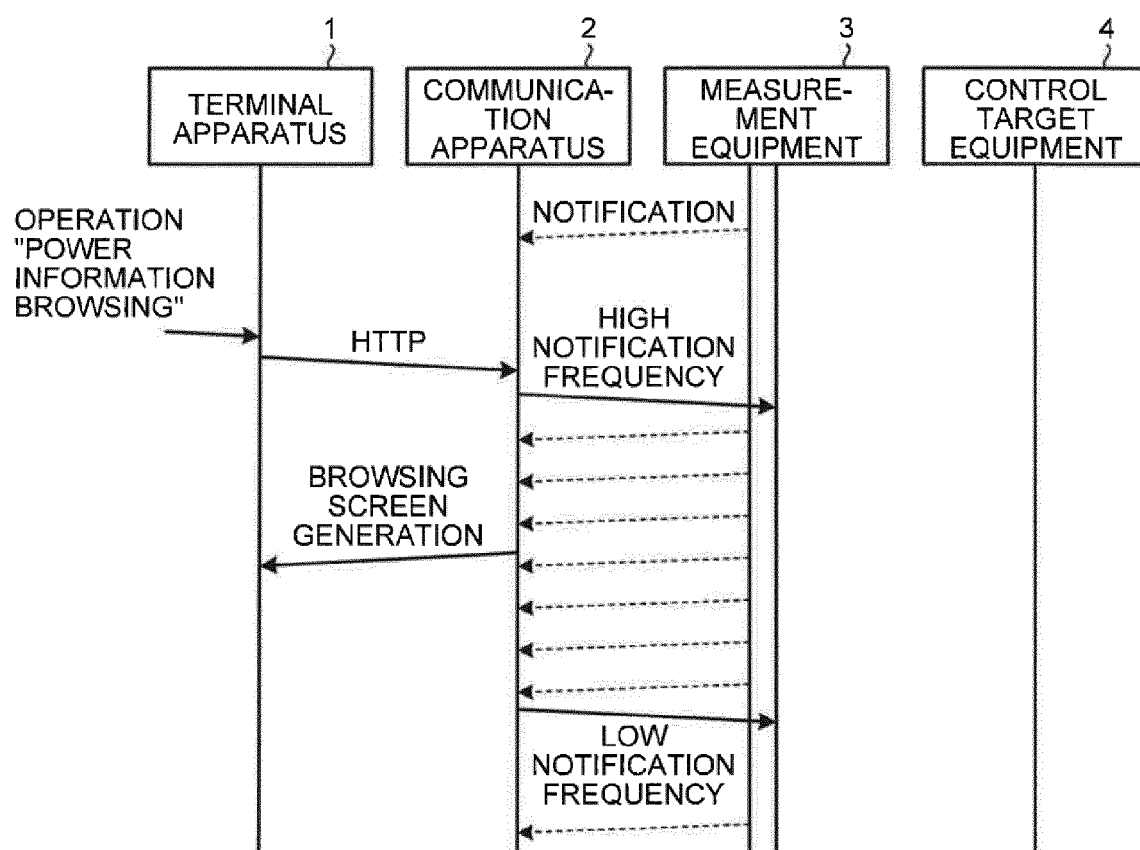 1
2
3
4
TERMINAL
APPARATUS
COMMUNICA-
TION
APPARATUS
MEASURE-
MENT
EQUIPMENT
CONTROL
TARGET
EQUIPMENT
NOTIFICATION
OPERATION
"POWER
INFORMATION
BROWSING"
HTTP
HIGH
NOTIFICATION
FREQUENCY
BROWSING
SCREEN
GENERATION
LOW
NOTIFICATION
FREQUENCY